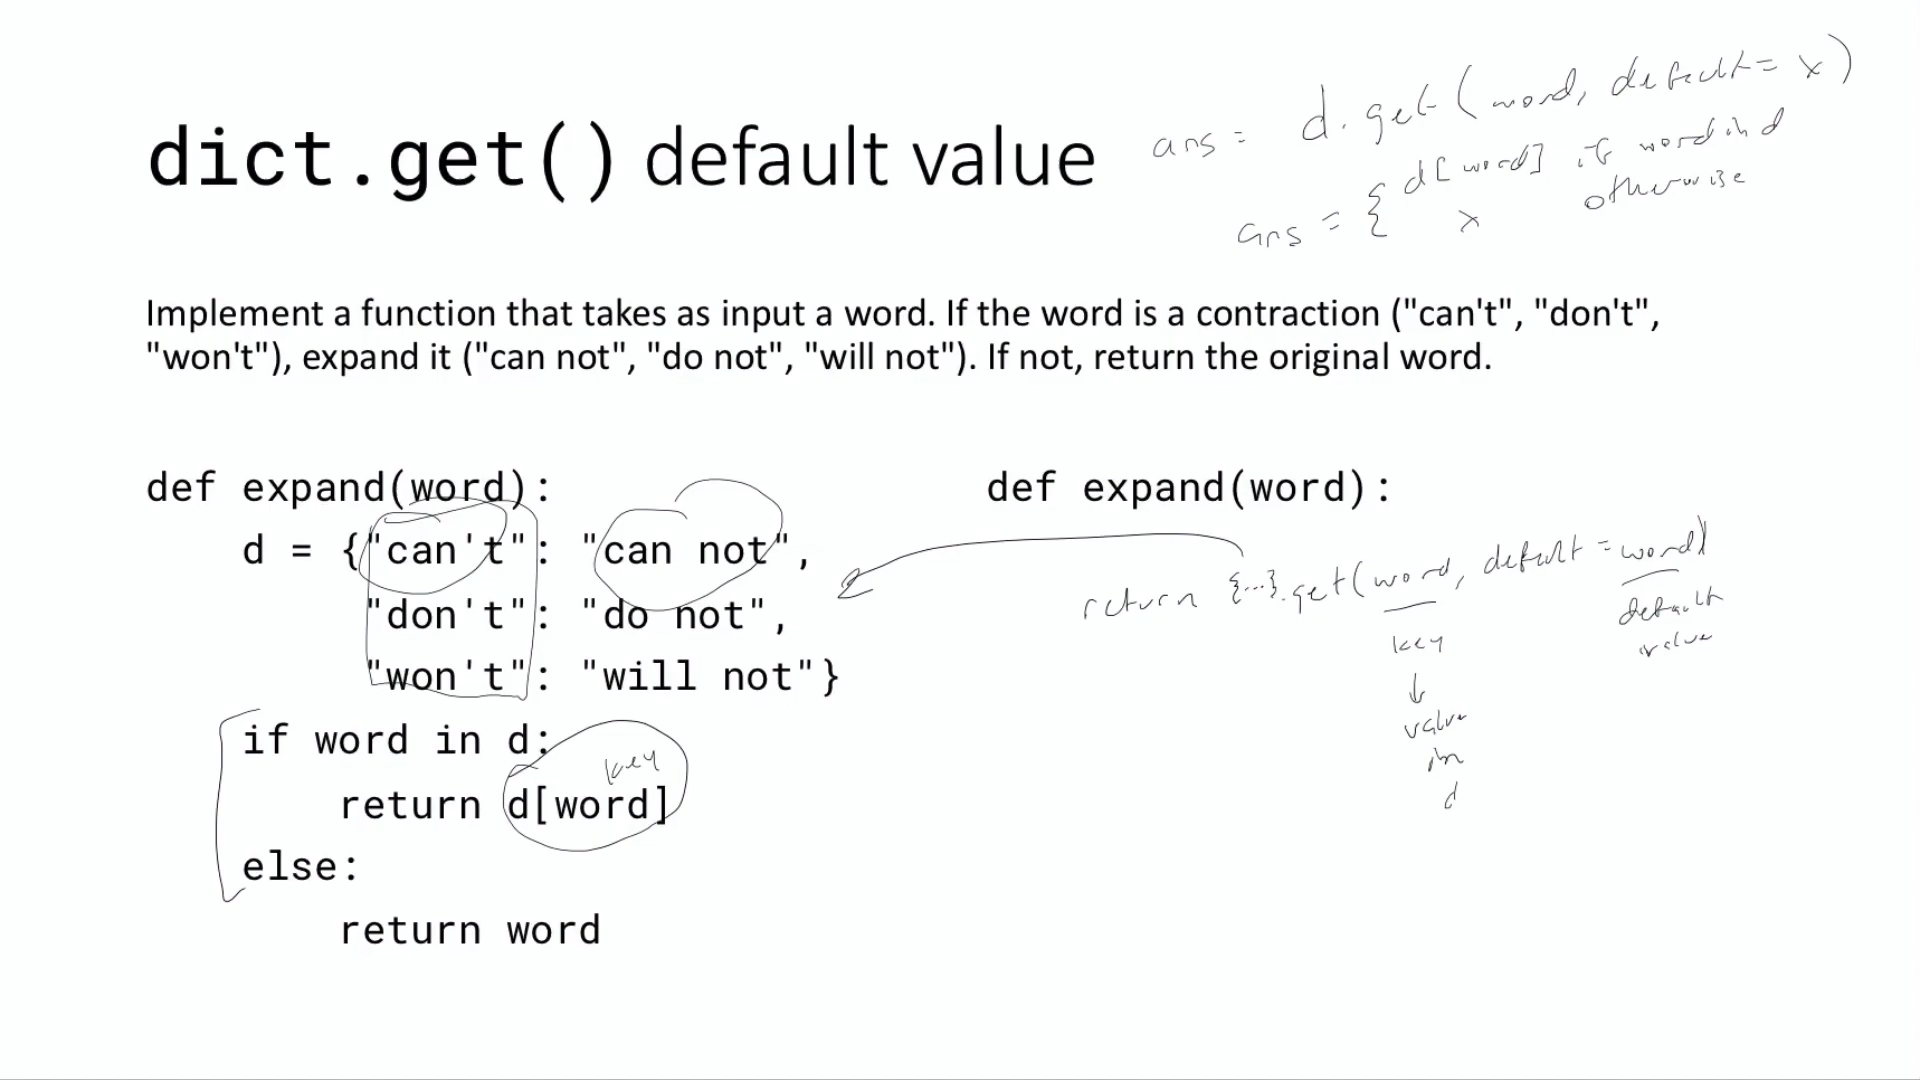 dict.get() default value
ans = d.get(word, default = x)
ans = { d[word] if word in d
x otherwise
Implement a function that takes as input a word. If the word is a contraction ("can't", "don't",
"won't"), expand it ("can not", "do not", "will not"). If not, return the original word.
def expand(word):
d = {"can't": "can not",
"don't": "do not",
"won't": "will not"}
if word in d:
key
return d[word]
else:
return word
def expand(word):
return {...}.get(word, default = word)
key
↓
value
in
d
default
value